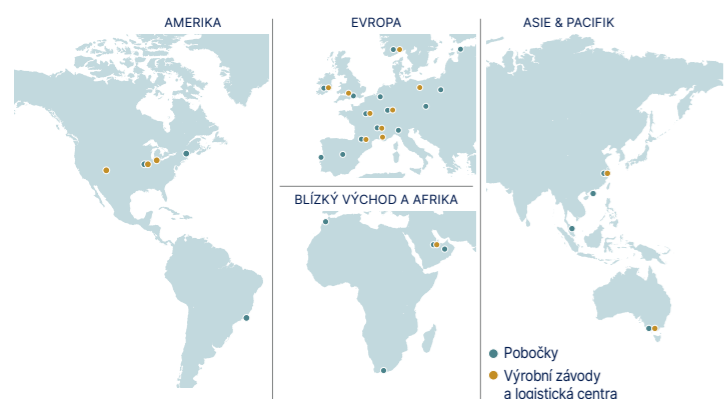 AMERIKA
EVROPA
ASIE & PACIFIK
BLÍZKÝ VÝCHOD A AFRIKA
Pobočky
Výrobní závody
a logistická centra